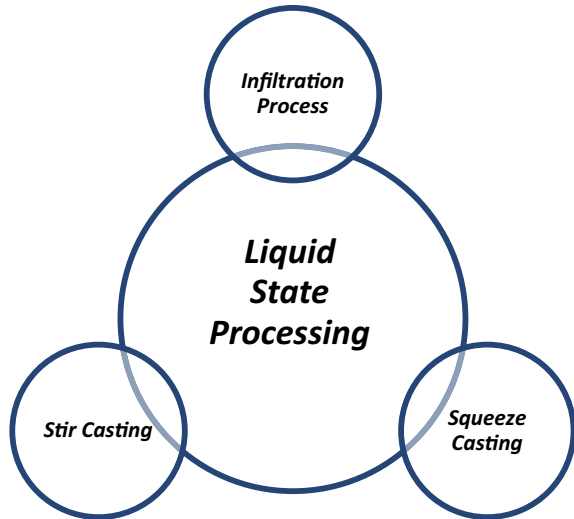 Infiltration
Process
Liquid
State
Processing
Stir Casting
Squeeze
Casting